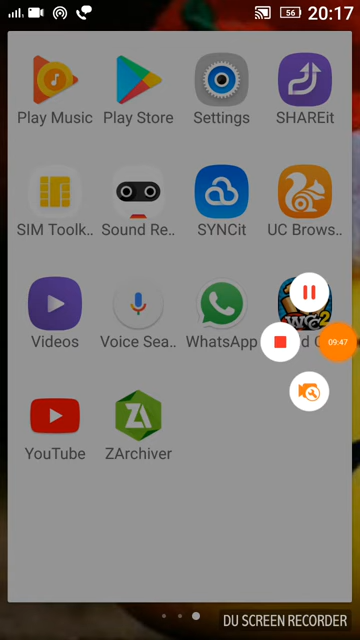 56 20:17
Play Music Play Store Settings SHAREit
SIM Toolk.. Sound Re.. SYNCit UC Brows..
Videos Voice Sea.. WhatsApp
09:47
YouTube ZArchiver
DU SCREEN RECORDER